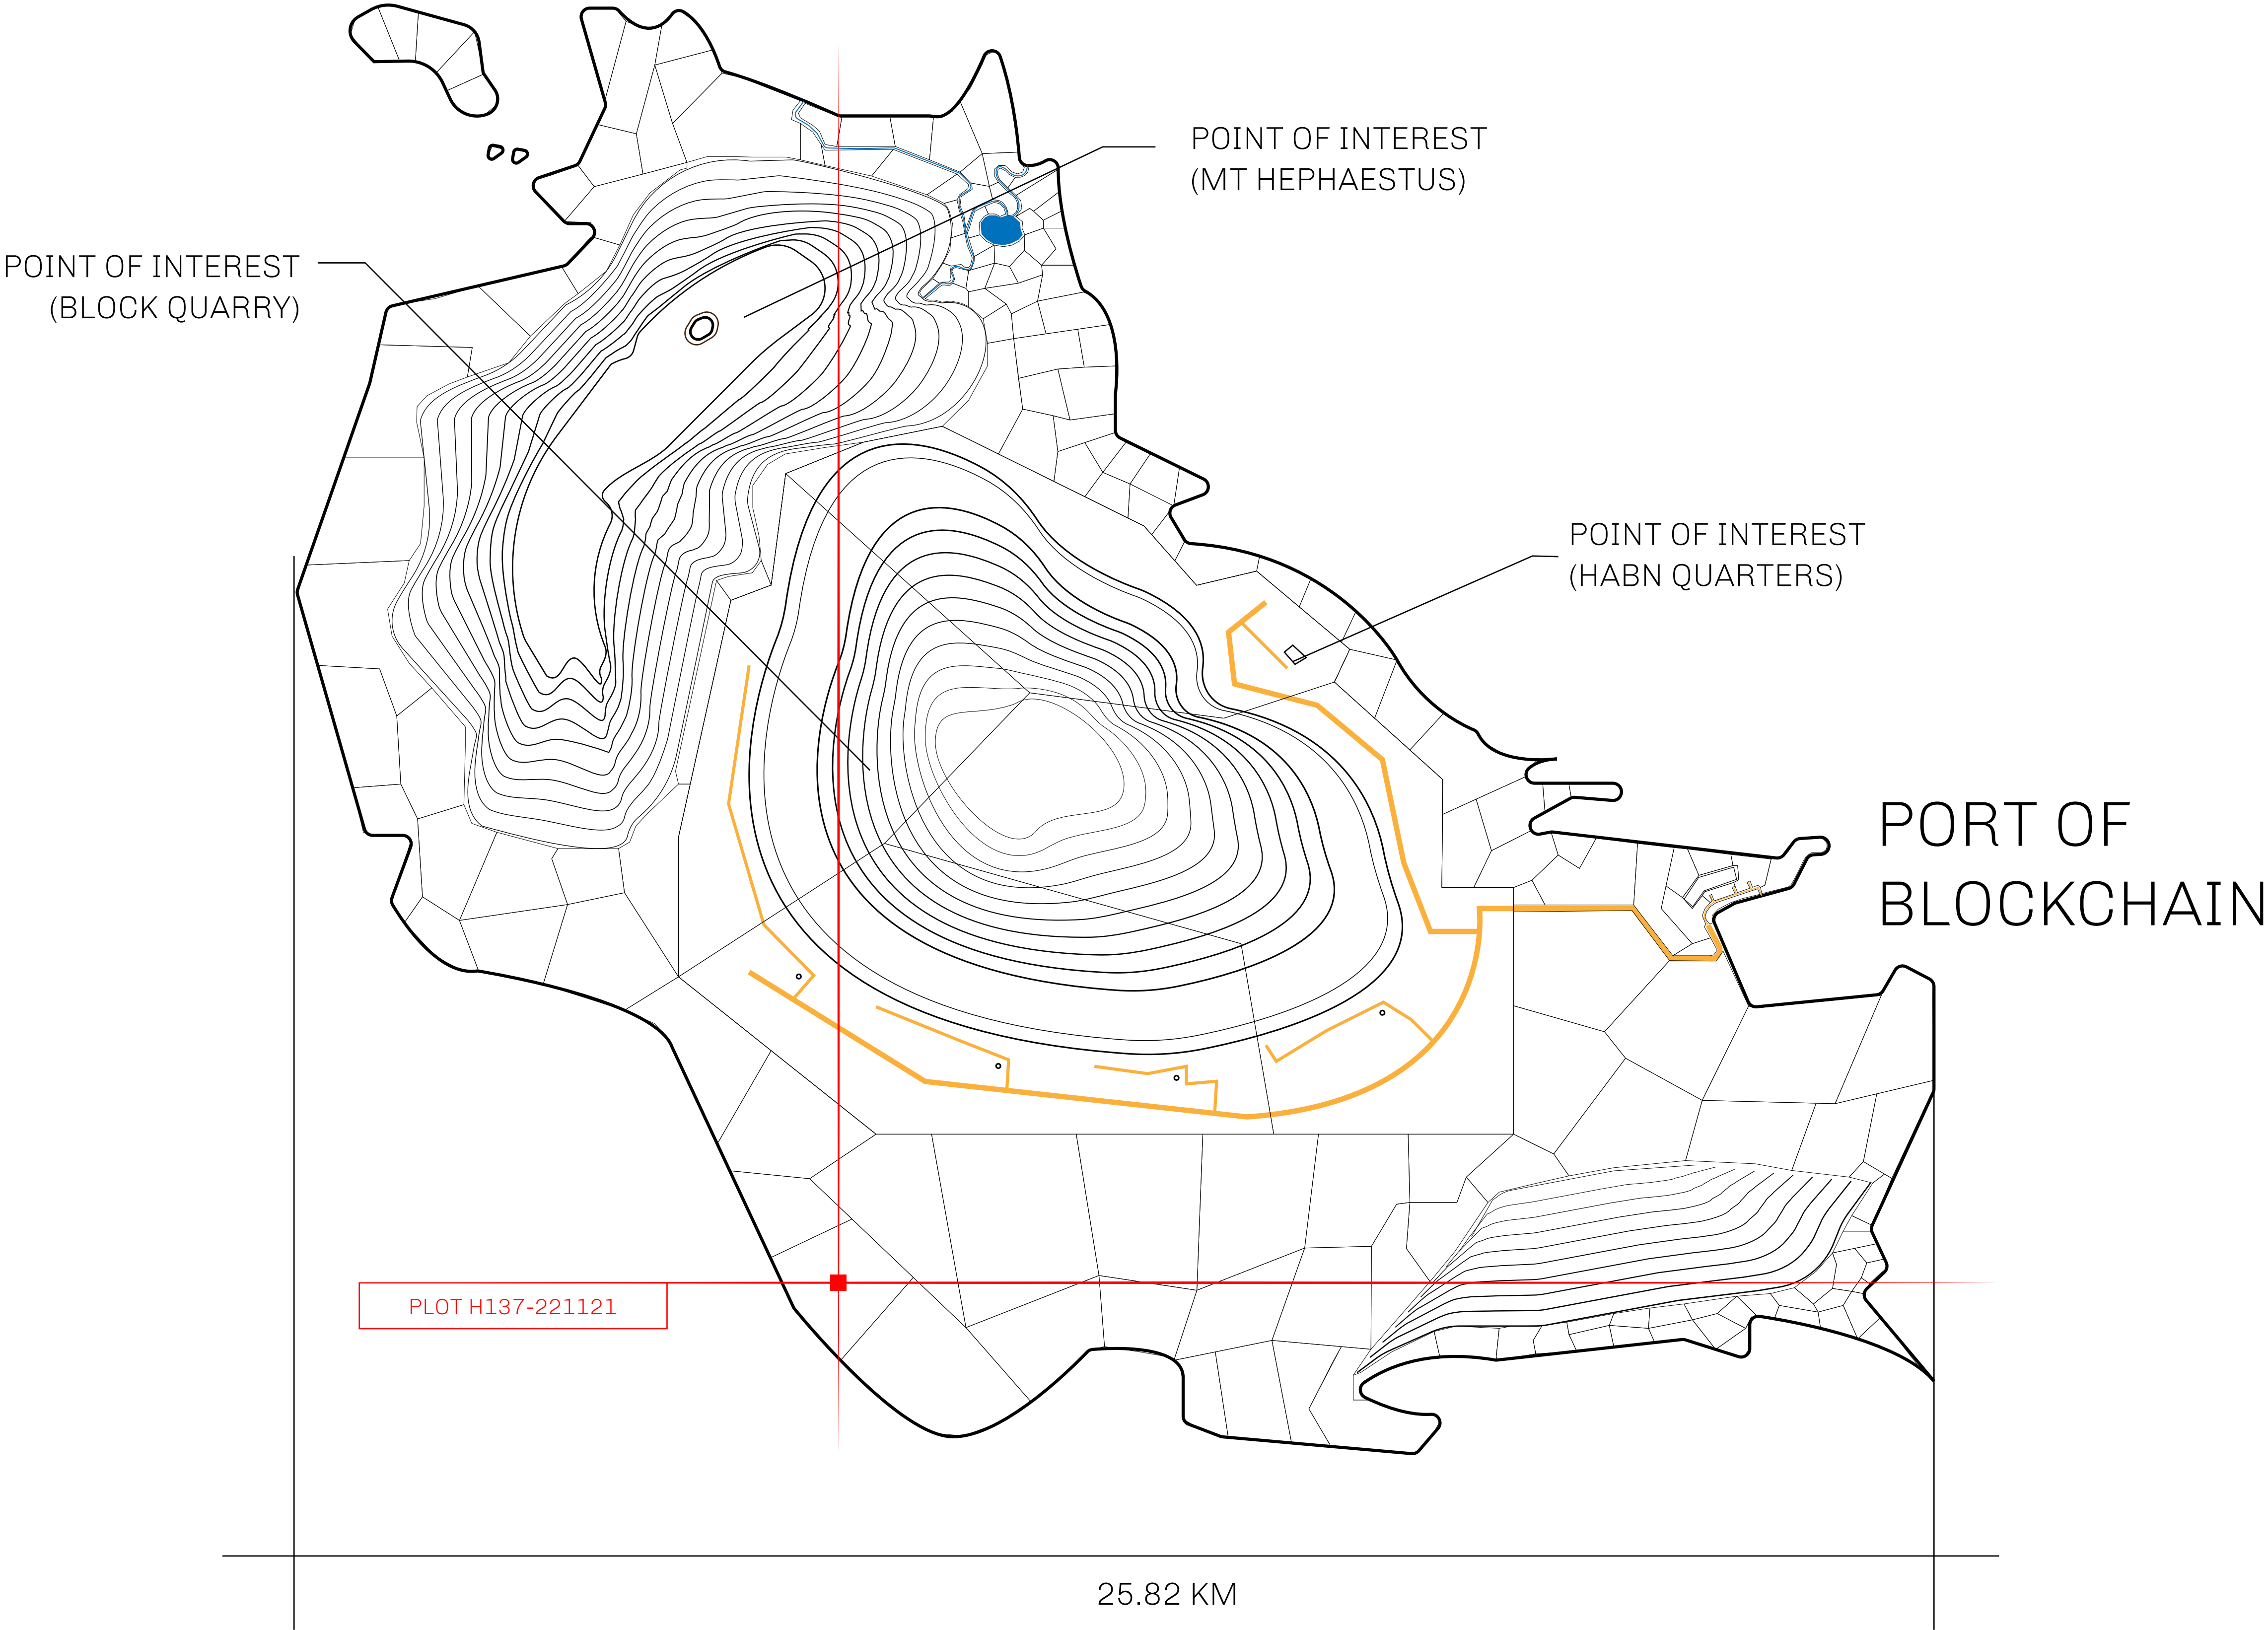 POINT OF INTEREST
(MT HEPHAESTUS)
POINT OF INTEREST
(BLOCK QUARRY)
POINT OF INTEREST
(HABN QUARTERS)
PORT OF
BLOCKCHAIN
PLOT H137-221121
25.82 KM